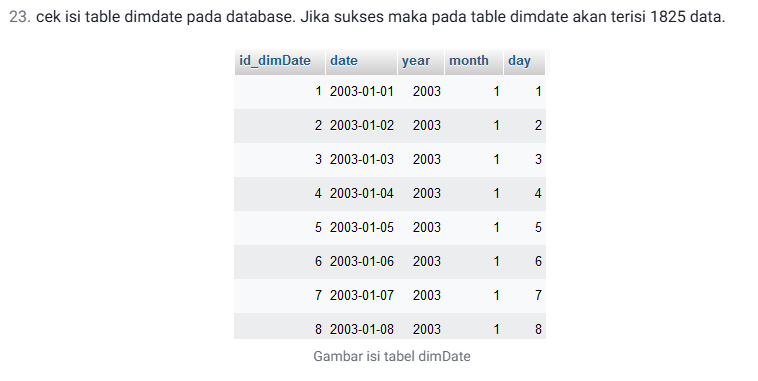 23. cek isi table dimdate pada database. Jika sukses maka pada table dimdate akan terisi 1825 data.
id_dimDate date year month day
1 2003-01-01 2003 1 1
2 2003-01-02 2003 1 2
3 2003-01-03 2003 1 3
4 2003-01-04 2003 1 4
5 2003-01-05 2003 1 5
6 2003-01-06 2003 1 6
7 2003-01-07 2003 1 7
8 2003-01-08 2003 1 8
Gambar isi tabel dimDate